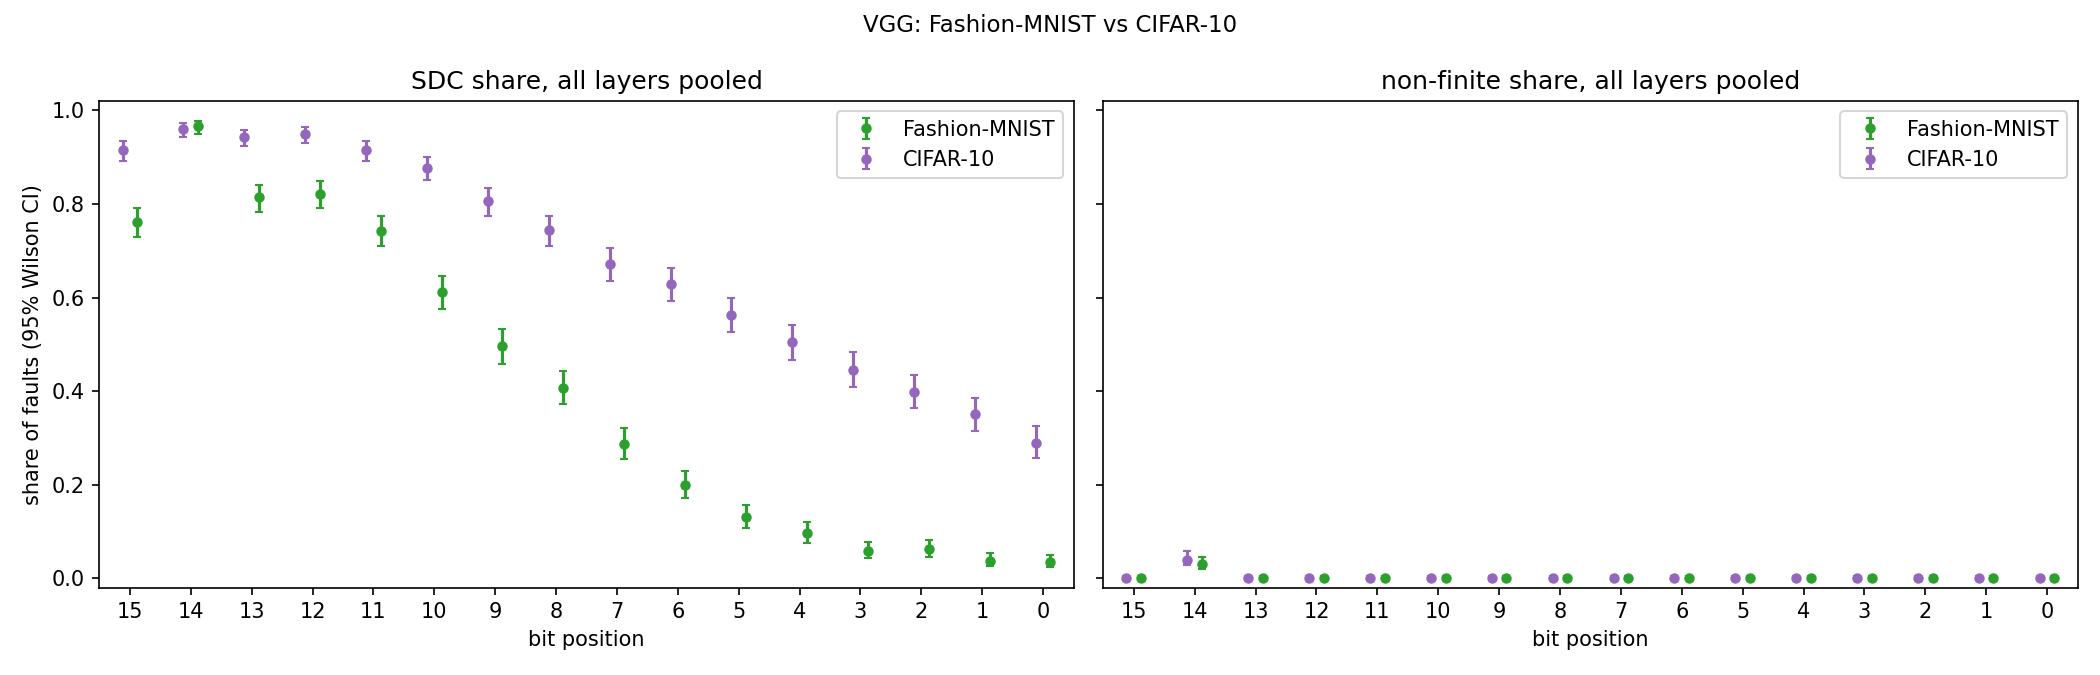 VGG: Fashion-MNIST vs CIFAR-10
SDC share, all layers pooled
share of faults (95% Wilson CI)
1.0
0.8
0.6
0.4
0.2
0.0
Fashion-MNIST
CIFAR-10
15 14 13 12 11 10 9 8 7 6 5 4 3 2 1 0
bit position
non-finite share, all layers pooled
Fashion-MNIST
CIFAR-10
15 14 13 12 11 10 9 8 7 6 5 4 3 2 1 0
bit position